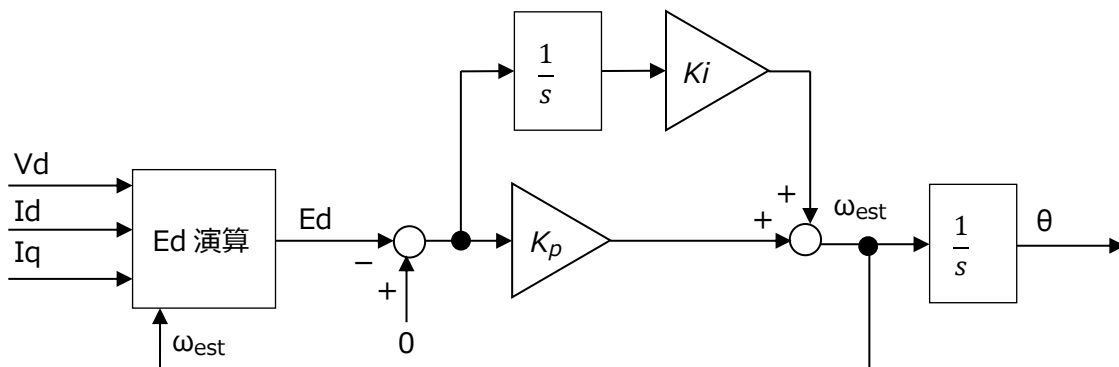 1/s
Ki
Vd
Id
Iq
Ed 演算
Ed
−
+
0
Kp
+
+
ωest
1/s
θ
ωest